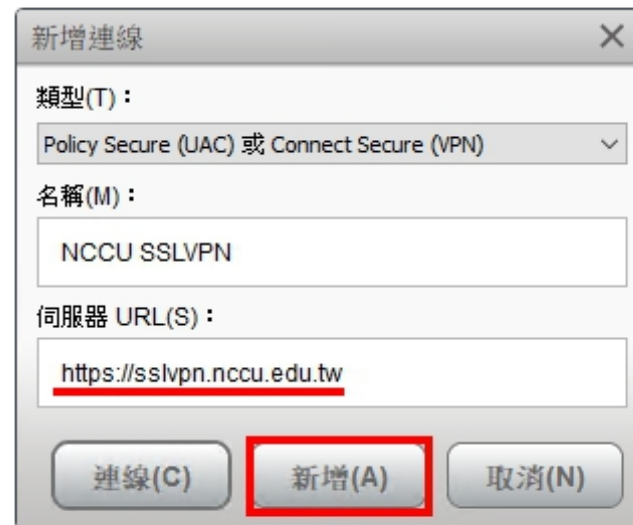 新增連線
類型(T)：
Policy Secure (UAC) 或 Connect Secure (VPN)
名稱(M)：
NCCU SSLVPN
伺服器 URL(S)：
https://sslvpn.nccu.edu.tw
連線(C) 新增(A) 取消(N)